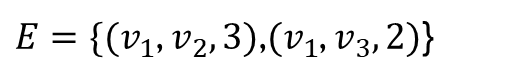 E = {(v₁, v₂, 3),(v₁, v₃, 2)}